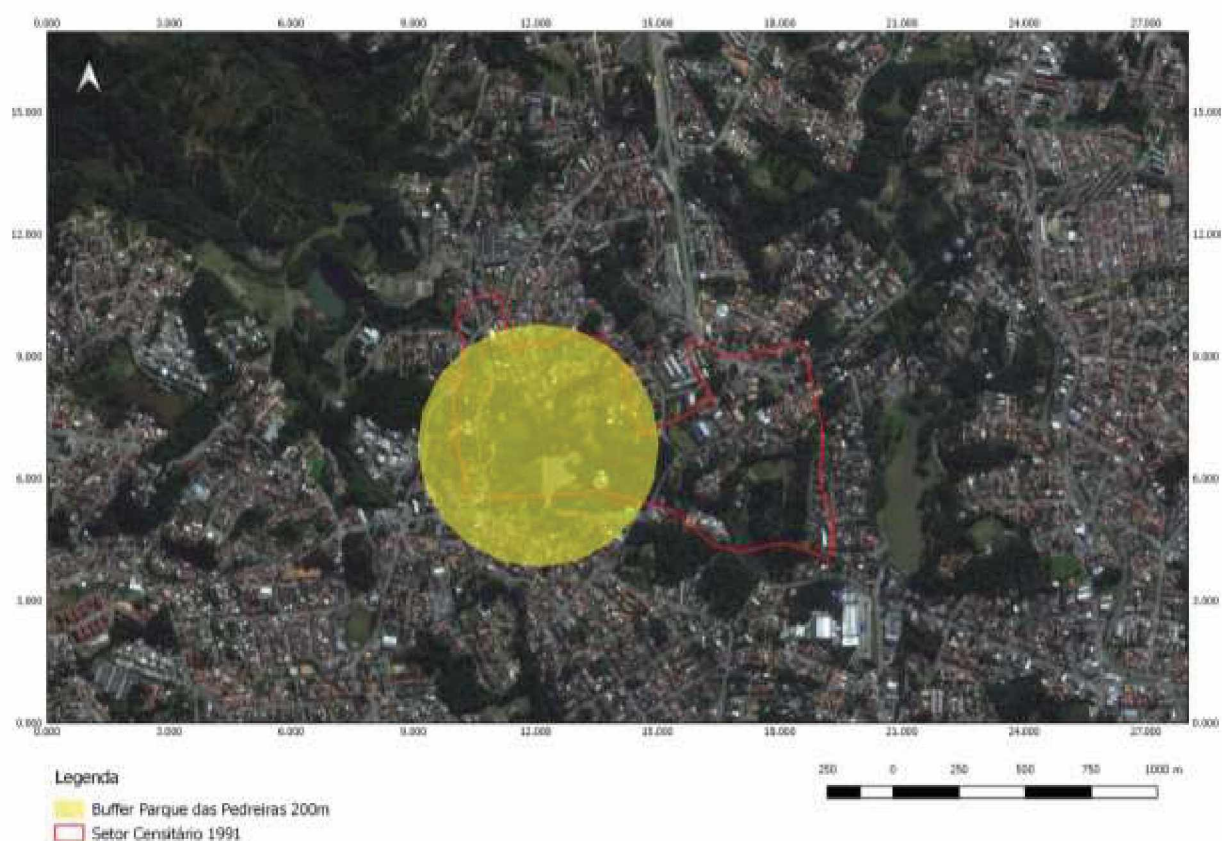 0.000 3.000 6.000 9.000 12.000 15.000 18.000 21.000 24.000 27.000
15.000 15.000
12.000 12.000
9.000 9.000
6.000 6.000
3.000 3.000
0.000 0.000
0.000 3.000 6.000 9.000 12.000 15.000 18.000 21.000 24.000 27.000
Legenda
Buffer Parque das Pedreiras 200m
Setor Censitário 1991
250 0 250 500 750 1000 m